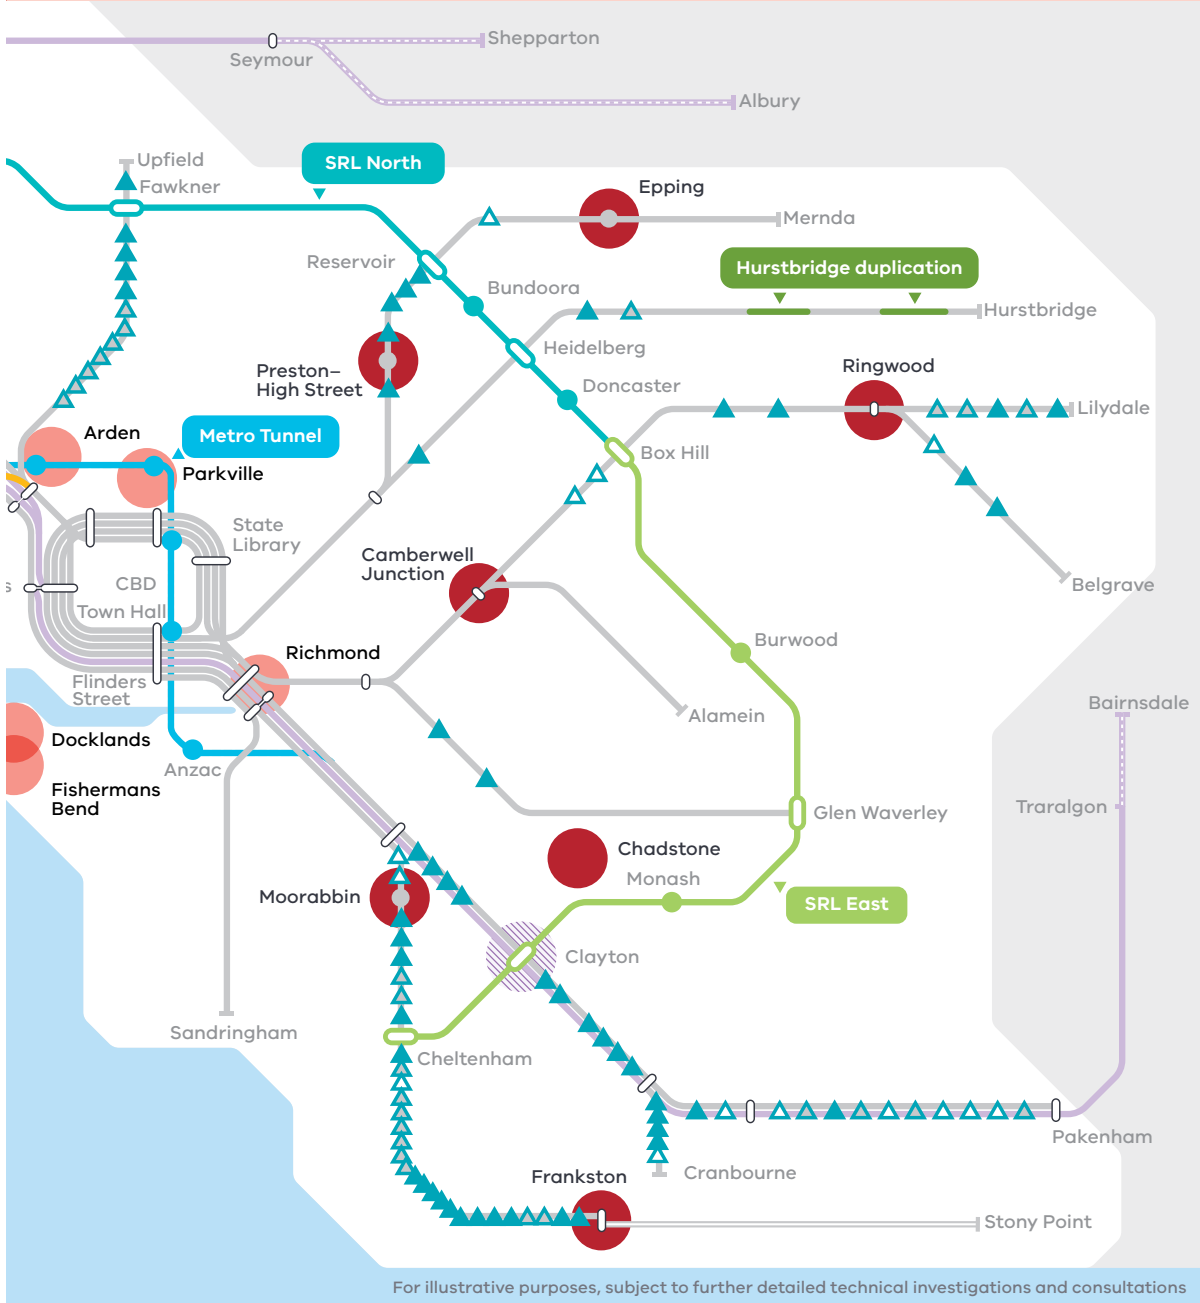 Shepparton
Seymour
Albury
Upfield
SRL North
Fawkner
Epping
Mernda
Reservoir
Hurstbridge duplication
Bundoora
Hurstbridge
Heidelberg
Ringwood
Preston–
High Street
Doncaster
Lilydale
Arden
Metro Tunnel
Box Hill
Parkville
State
Library
Camberwell
Junction
s
CBD
Belgrave
Town Hall
Burwood
Richmond
Flinders
Street
Bairnsdale
Alamein
Docklands
Anzac
Fishermans
Bend
Traralgon
Glen Waverley
Chadstone
Monash
Moorabbin
SRL East
Clayton
Sandringham
Cheltenham
Pakenham
Frankston
Cranbourne
Stony Point
For illustrative purposes, subject to further detailed technical investigations and consultations